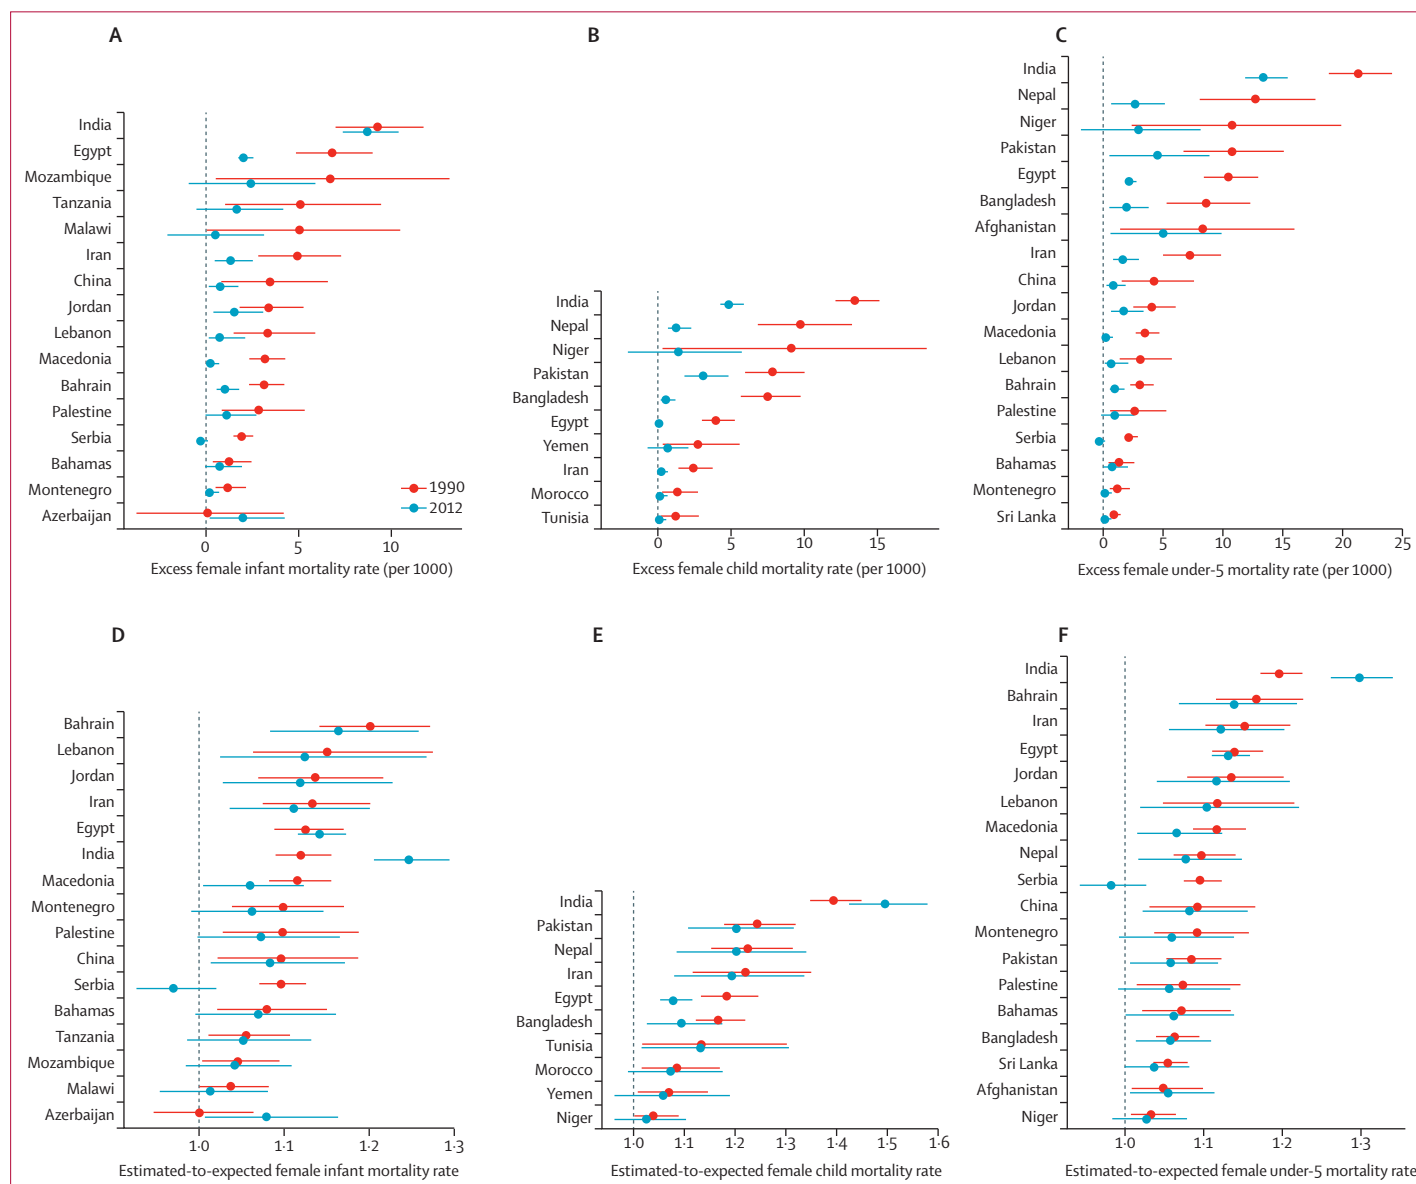 A
India
Egypt
Mozambique
Tanzania
Malawi
Iran
China
Jordan
Lebanon
Macedonia
Bahrain
Palestine
Serbia
Bahamas
Montenegro
Azerbaijan
1990
2012
0 5 10
Excess female infant mortality rate (per 1000)
B
India
Nepal
Niger
Pakistan
Bangladesh
Egypt
Yemen
Iran
Morocco
Tunisia
0 5 10 15
Excess female child mortality rate (per 1000)
C
India
Nepal
Niger
Pakistan
Egypt
Bangladesh
Afghanistan
Iran
China
Jordan
Macedonia
Lebanon
Bahrain
Palestine
Serbia
Bahamas
Montenegro
Sri Lanka
0 5 10 15 20 25
Excess female under-5 mortality rate (per 1000)
D
Bahrain
Lebanon
Jordan
Iran
Egypt
India
Macedonia
Montenegro
Palestine
China
Serbia
Bahamas
Tanzania
Mozambique
Malawi
Azerbaijan
1·0 1·1 1·2 1·3
Estimated-to-expected female infant mortality rate
E
India
Pakistan
Nepal
Iran
Egypt
Bangladesh
Tunisia
Morocco
Yemen
Niger
1·0 1·1 1·2 1·3 1·4 1·5 1·6
Estimated-to-expected female child mortality rate
F
India
Bahrain
Iran
Egypt
Jordan
Lebanon
Macedonia
Nepal
Serbia
China
Montenegro
Pakistan
Palestine
Bahamas
Bangladesh
Sri Lanka
Afghanistan
Niger
1·0 1·1 1·2 1·3
Estimated-to-expected female under-5 mortality rate